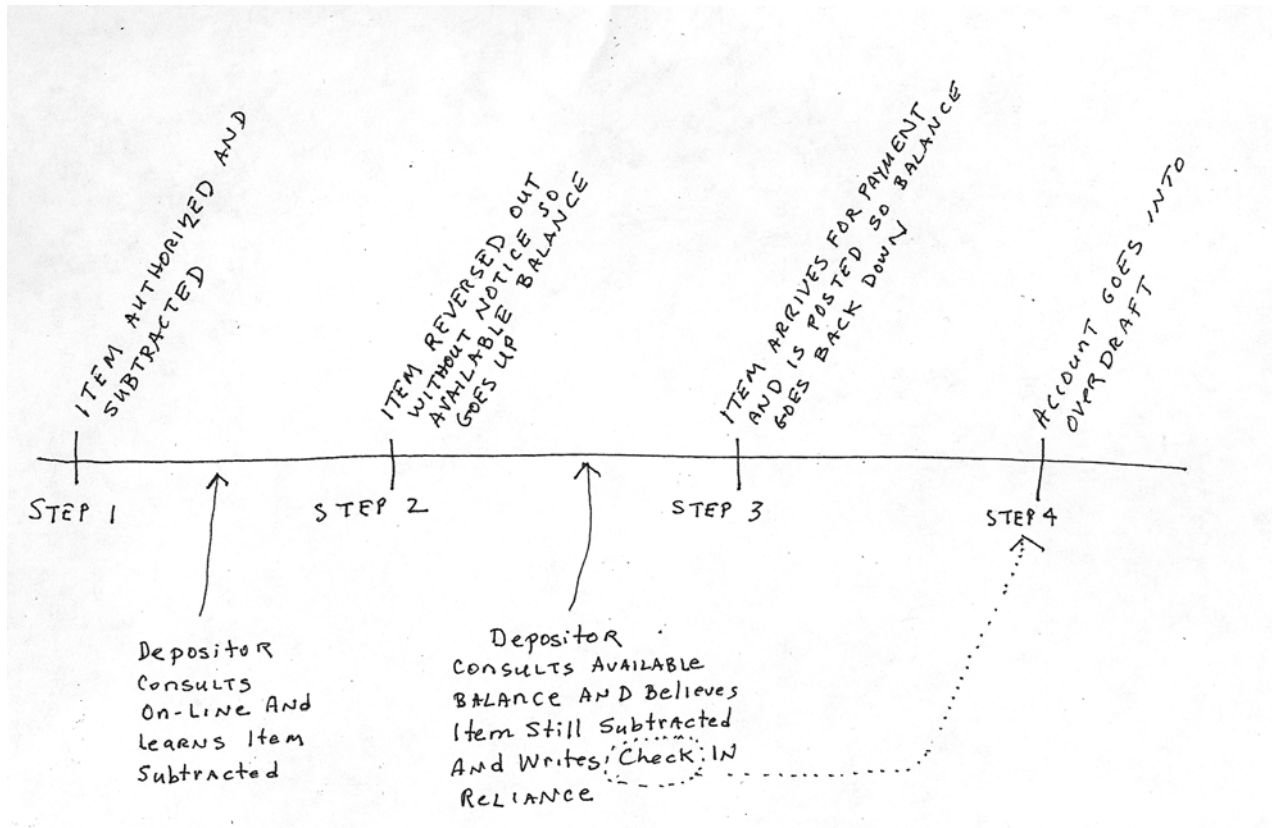 ITEM AUTHORIZED AND
SUBTRACTED
ITEM REVERSED OUT
WITHOUT NOTICE SO
AVAILABLE BALANCE
GOES UP
ITEM ARRIVES FOR PAYMENT
AND IS POSTED SO BALANCE
GOES BACK DOWN
ACCOUNT GOES INTO
OVERDRAFT
STEP 1
STEP 2
STEP 3
STEP 4
Depositor
Consults
On-Line And
Learns Item
Subtracted
Depositor
Consults Available
Balance And Believes
Item Still Subtracted
And Writes Check In
Reliance